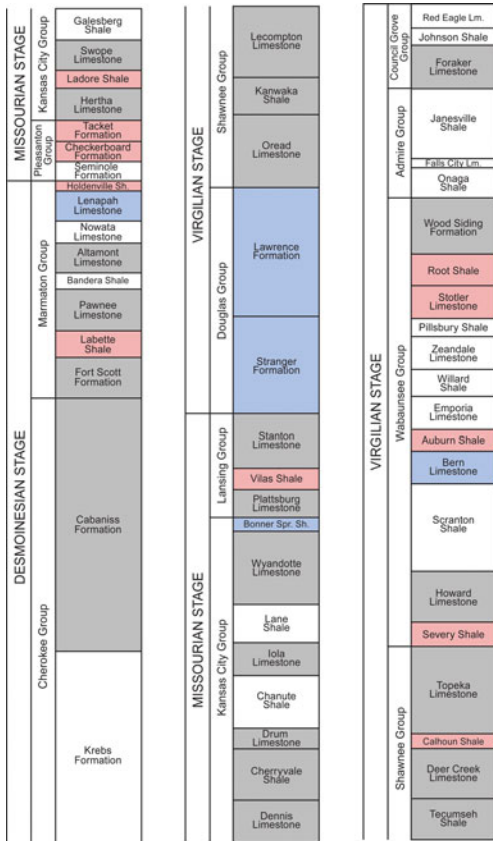 MISSOURIAN STAGE
Kansas City Group
Galesberg
Shale
Swope
Limestone
Ladore Shale
Hertha
Limestone
Pleasanton
Group
Tacket
Formation
Checkerboard
Formation
Seminole
Formation
DESMOINESIAN STAGE
Marmaton Group
Holdenville Sh.
Lenapah
Limestone
Nowata
Limestone
Altamont
Limestone
Bandera Shale
Pawnee
Limestone
Labette
Shale
Fort Scott
Formation
Cherokee Group
Cabaniss
Formation
Krebs
Formation
VIRGILIAN STAGE
Shawnee Group
Lecompton
Limestone
Kanwaka
Shale
Oread
Limestone
Douglas Group
Lawrence
Formation
Stranger
Formation
MISSOURIAN STAGE
Lansing Group
Stanton
Limestone
Vilas Shale
Plattsburg
Limestone
Kansas City Group
Bonner Spr. Sh.
Wyandotte
Limestone
Lane
Shale
Iola
Limestone
Chanute
Shale
Drum
Limestone
Cherryvale
Shale
Dennis
Limestone
VIRGILIAN STAGE
Council Grove
Group
Red Eagle Lm.
Johnson Shale
Foraker
Limestone
Admire Group
Janesville
Shale
Falls City Lm.
Onaga
Shale
Wabaunsee Group
Wood Siding
Formation
Root Shale
Stotler
Limestone
Pillsbury Shale
Zeandale
Limestone
Willard
Shale
Emporia
Limestone
Auburn Shale
Bern
Limestone
Scranton
Shale
Howard
Limestone
Severy Shale
Shawnee Group
Topeka
Limestone
Calhoun Shale
Deer Creek
Limestone
Tecumseh
Shale